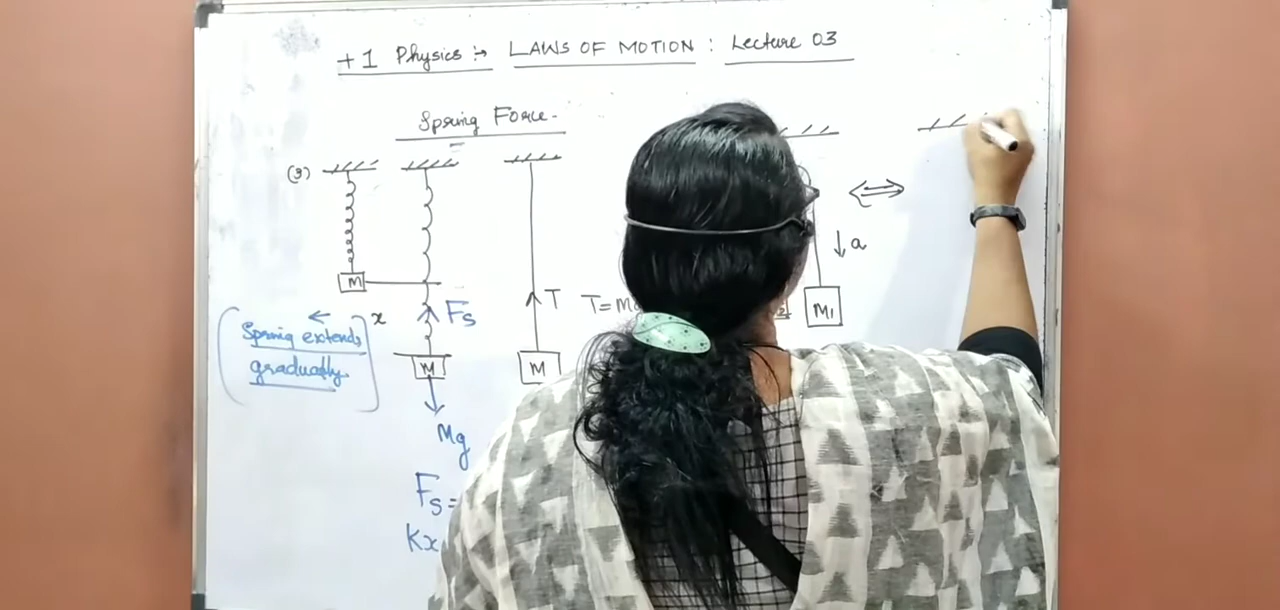 +1 Physics :→ LAWS OF MOTION : Lecture 03
Spring Force-
(3)
M
x
Spring extends
gradually.
Fs
M
Mg
Fs=
Kx
T
M
T=M
a
M1